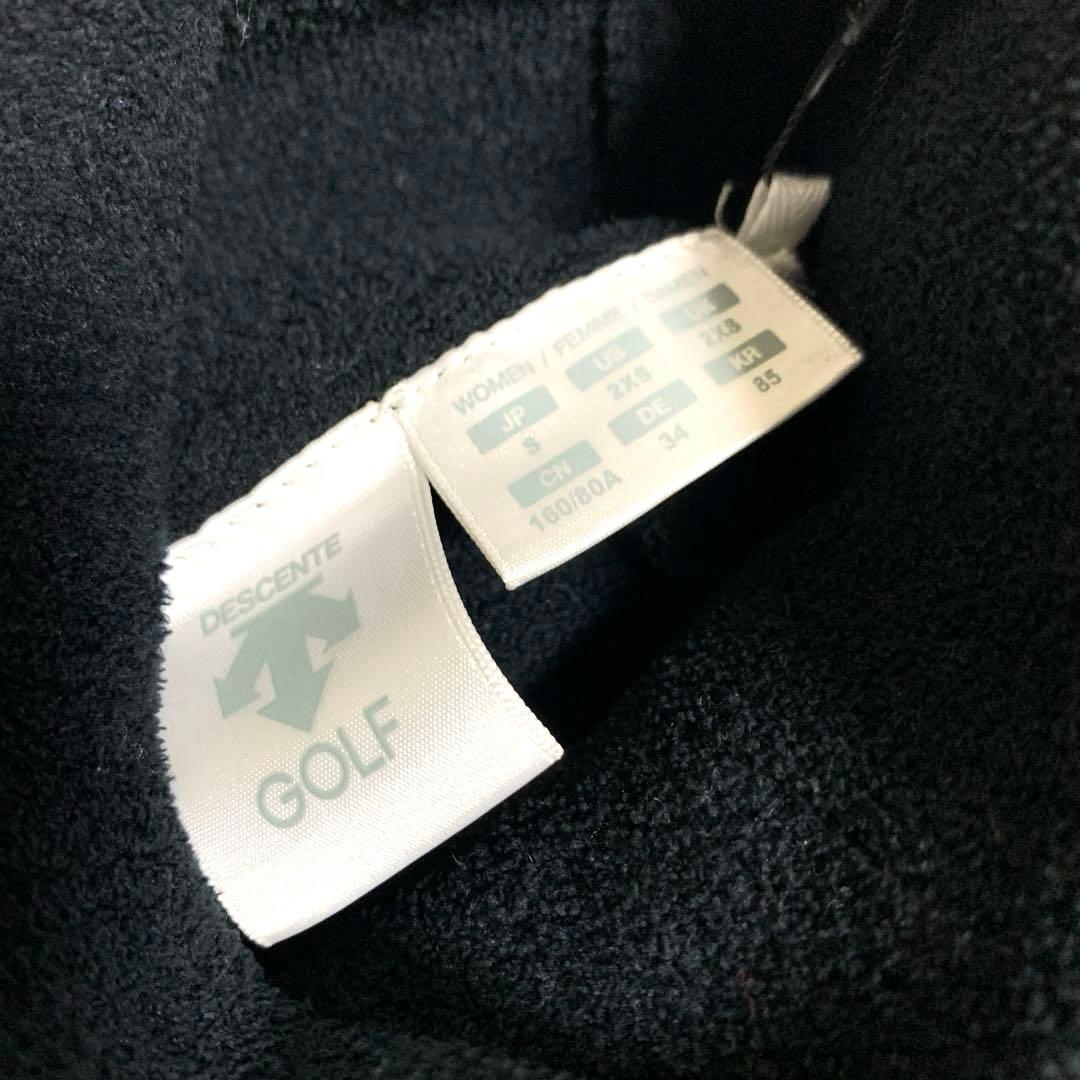 DESCENTE
GOLF
WOMEN / FEMME / DAMEN
JP US UK
S 2XS 2XS
CN DE KR
160/80A 34 85